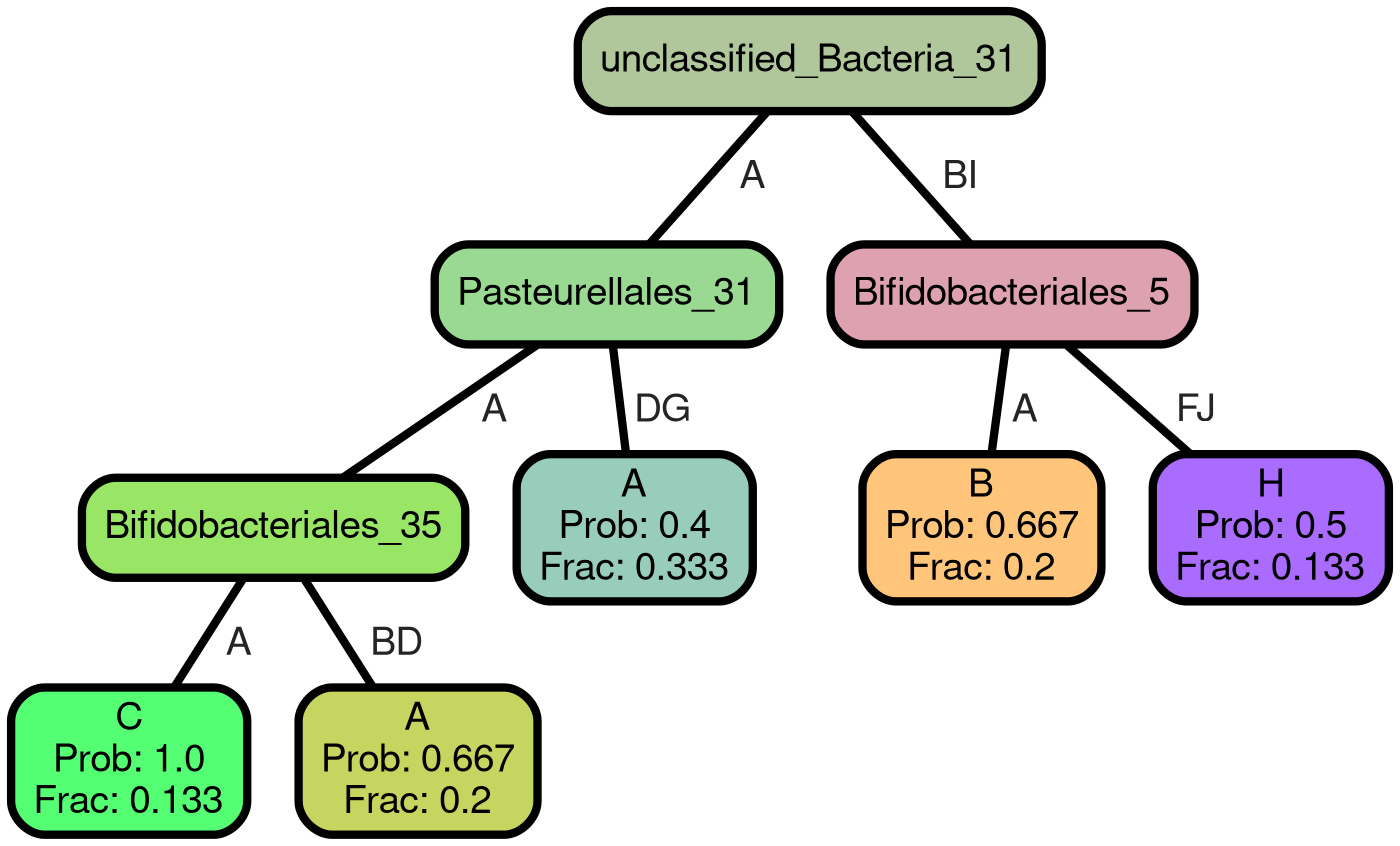 unclassified_Bacteria_31
A
BI
Pasteurellales_31
Bifidobacteriales_5
A
DG
A
FJ
Bifidobacteriales_35
A
Prob: 0.4
Frac: 0.333
B
Prob: 0.667
Frac: 0.2
H
Prob: 0.5
Frac: 0.133
A
BD
C
Prob: 1.0
Frac: 0.133
A
Prob: 0.667
Frac: 0.2